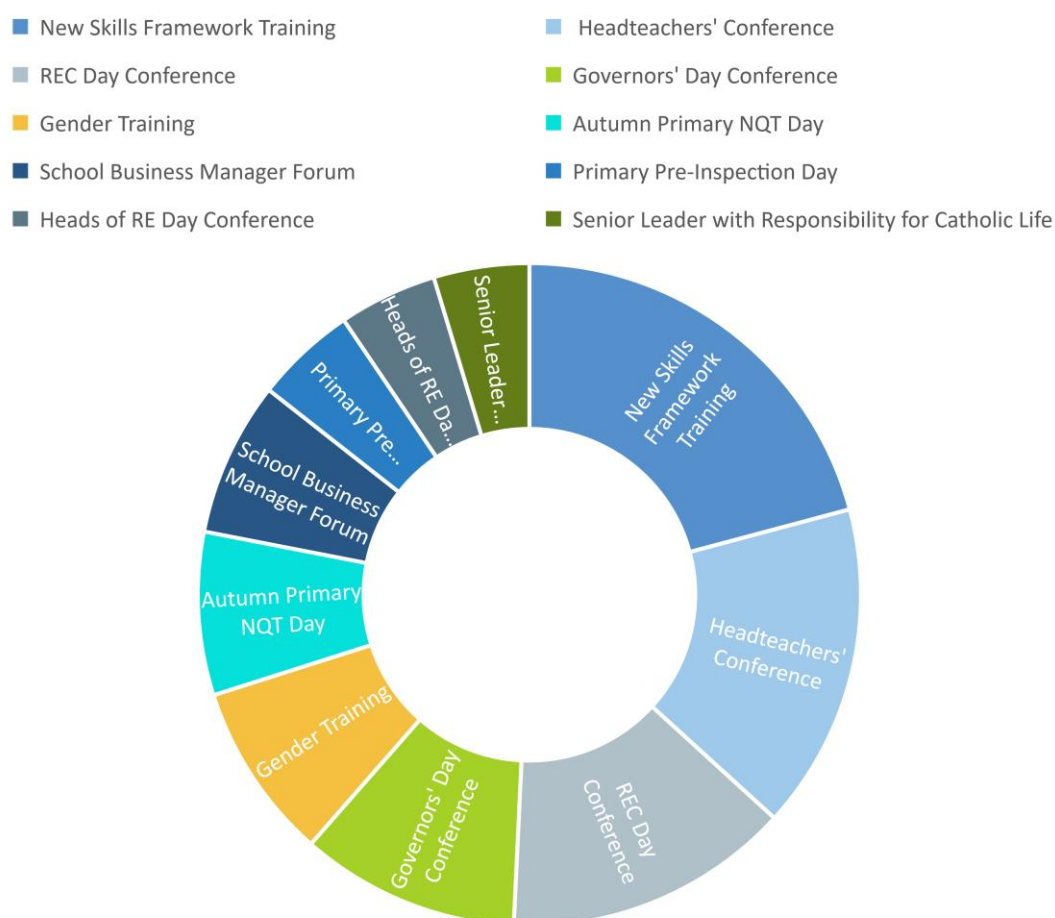 New Skills Framework Training
Headteachers' Conference
REC Day Conference
Governors' Day Conference
Gender Training
Autumn Primary NQT Day
School Business Manager Forum
Primary Pre-Inspection Day
Heads of RE Day Conference
Senior Leader with Responsibility for Catholic Life
New Skills
Framework
Training
Headteachers'
Conference
REC Day
Conference
Governors' Day
Conference
Gender Training
Autumn Primary
NQT Day
School Business
Manager Forum
Primary Pre...
Heads of RE Da...
Senior Leader...